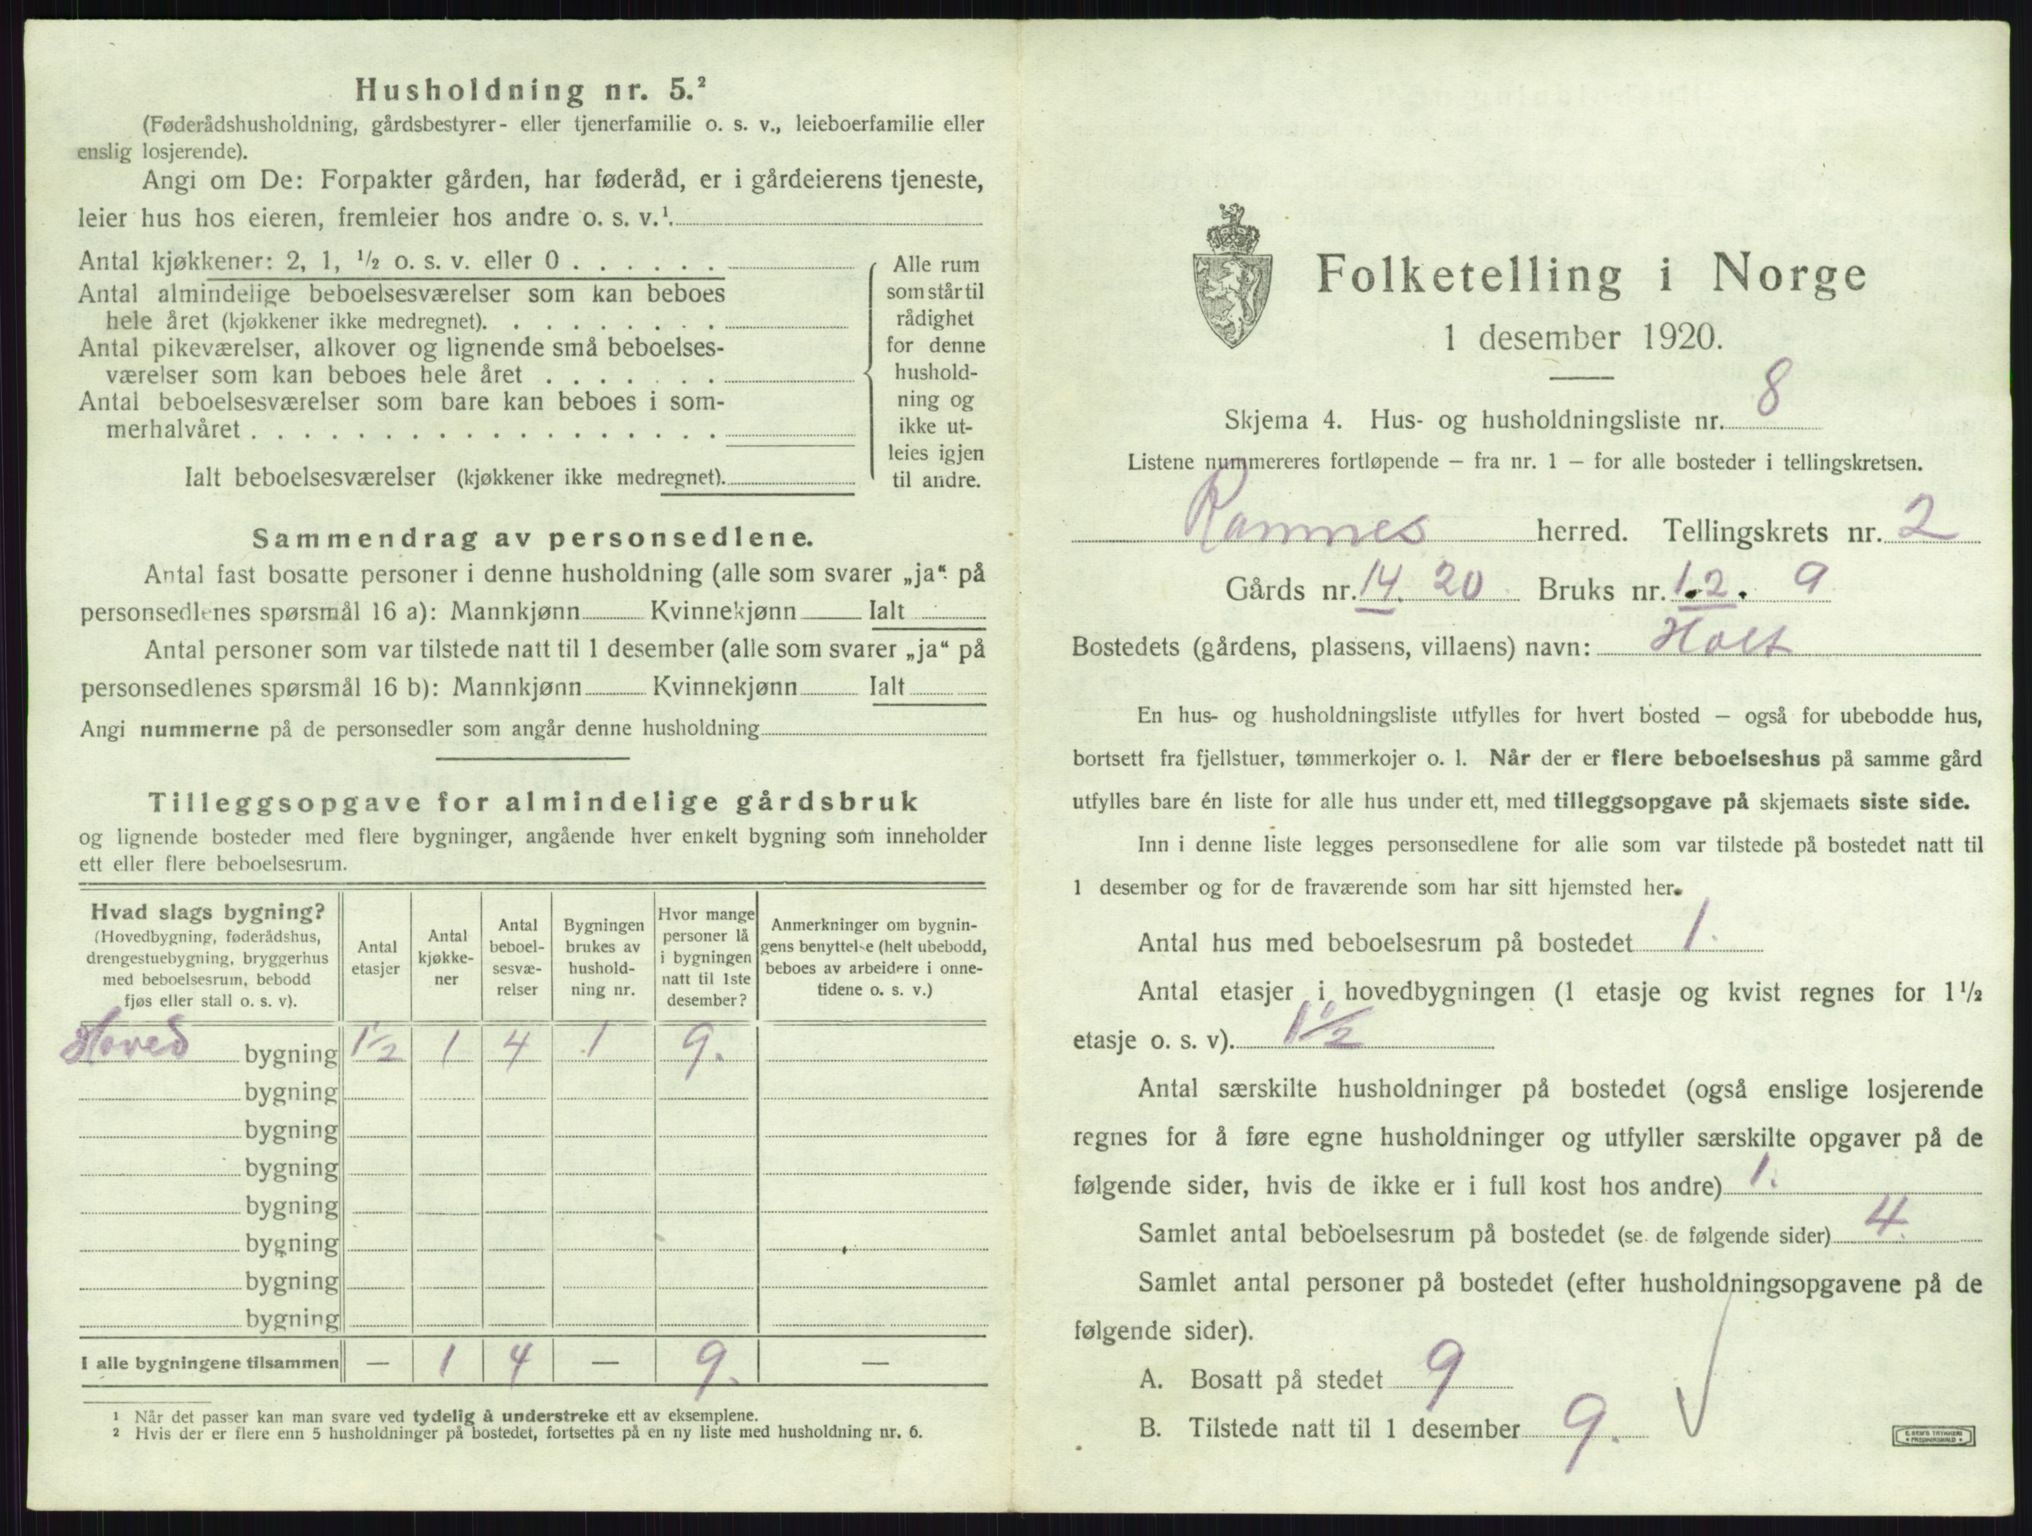 Husholdning nr. 5.²
(Føderådshusholdning, gårdsbestyrer- eller tjenerfamilie o. s. v., leieboerfamilie eller
enslig losjerende).
Angi om De: Forpakter gården, har føderåd, er i gårdeierens tjeneste,
leier hus hos eieren, fremleier hos andre o. s. v.¹.
Antal kjøkkener: 2, 1, ½ o. s. v. eller 0 . . . . . .
Antal almindelige beboelsesværelser som kan beboes
hele året (kjøkkener ikke medregnet). . . . . . . . .
Antal pikeværelser, alkover og lignende små beboelses-
værelser som kan beboes hele året . . . . . . .
Antal beboelsesværelser som bare kan beboes i som-
merhalvåret . . . . . . . . . . . . . . . . . .
Ialt beboelsesværelser (kjøkkener ikke medregnet).
Alle rum
som står til
rådighet
for denne
hushold-
ning og
ikke ut-
leies igjen
til andre.
Sammendrag av personsedlene.
Antal fast bosatte personer i denne husholdning (alle som svarer „ja“ på
personsedlenes spørsmål 16 a): Mannkjønn Kvinnekjønn Ialt
Antal personer som var tilstede natt til 1 desember (alle som svarer „ja“ på
personsedlenes spørsmål 16 b): Mannkjønn Kvinnekjønn Ialt
Angi nummerne på de personsedler som angår denne husholdning
Tilleggsopgave for almindelige gårdsbruk
og lignende bosteder med flere bygninger, angående hver enkelt bygning som inneholder
ett eller flere beboelsesrum.
Hvad slags bygning?
(Hovedbygning, føderådshus,
drengestuebygning, bryggerhus
med beboelsesrum, bebodd
fjøs eller stall o. s. v).
Antal
etasjer
Antal
kjøkke-
ner
Antal
beboel-
sesvæ-
relser
Bygningen
brukes av
hushold-
ning nr.
Hvor mange
personer lå
i bygningen
natt til 1ste
desember?
Anmerkninger om bygnin-
gens benyttelse (helt ubebodd,
beboes av arbeidere i onne-
tidene o. s. v.)
Hoved bygning 1½ 1 4 1 9.
bygning
bygning
bygning
bygning
bygning
bygning
bygning
I alle bygningene tilsammen — 1 4 — 9. —
¹ Når det passer kan man svare ved tydelig å understreke ett av eksemplene.
² Hvis der er flere enn 5 husholdninger på bostedet, fortsettes på en ny liste med husholdning nr. 6.
Folketelling i Norge
1 desember 1920.
Skjema 4. Hus- og husholdningsliste nr. 8
Listene nummereres fortløpende – fra nr. 1 – for alle bosteder i tellingskretsen.
Ramnes herred. Tellingskrets nr. 2
Gårds nr. 14. 20 Bruks nr. 1.2. 9
Bostedets (gårdens, plassens, villaens) navn: Holt
En hus- og husholdningsliste utfylles for hvert bosted – også for ubebodde hus,
bortsett fra fjellstuer, tømmerkojer o. l. Når der er flere beboelseshus på samme gård
utfylles bare én liste for alle hus under ett, med tilleggsopgave på skjemaets siste side.
Inn i denne liste legges personsedlene for alle som var tilstede på bostedet natt til
1 desember og for de fraværende som har sitt hjemsted her.
Antal hus med beboelsesrum på bostedet 1.
Antal etasjer i hovedbygningen (1 etasje og kvist regnes for 1½
etasje o. s. v). 1½
Antal særskilte husholdninger på bostedet (også enslige losjerende
regnes for å føre egne husholdninger og utfyller særskilte opgaver på de
følgende sider, hvis de ikke er i full kost hos andre) 1.
Samlet antal beboelsesrum på bostedet (se de følgende sider) 4.
Samlet antal personer på bostedet (efter husholdningsopgavene på de
følgende sider).
A. Bosatt på stedet 9
B. Tilstede natt til 1 desember 9.